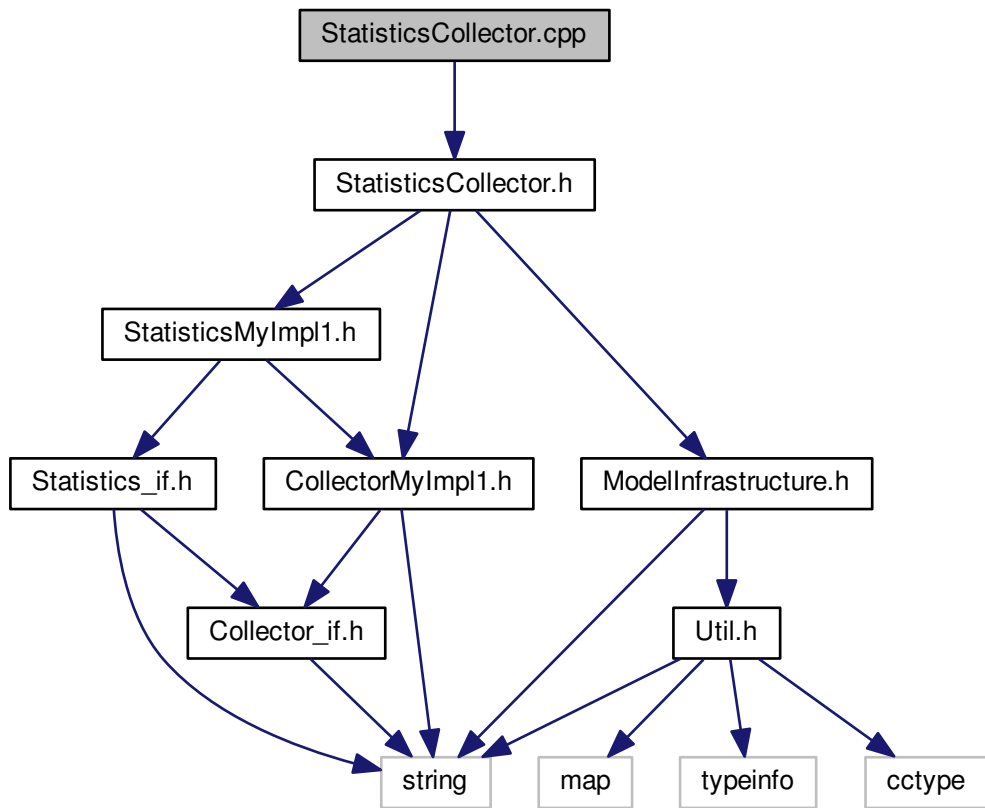 StatisticsCollector.cpp
StatisticsCollector.h
StatisticsMyImpl1.h
Statistics_if.h
CollectorMyImpl1.h
ModelInfrastructure.h
Collector_if.h
Util.h
string
map
typeinfo
cctype